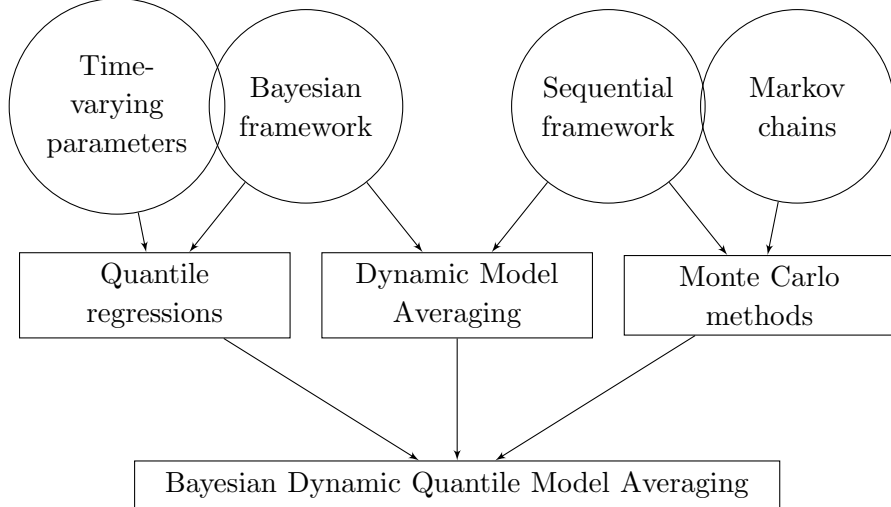 Time-
varying
parameters
Bayesian
framework
Sequential
framework
Markov
chains
Quantile
regressions
Dynamic Model
Averaging
Monte Carlo
methods
Bayesian Dynamic Quantile Model Averaging